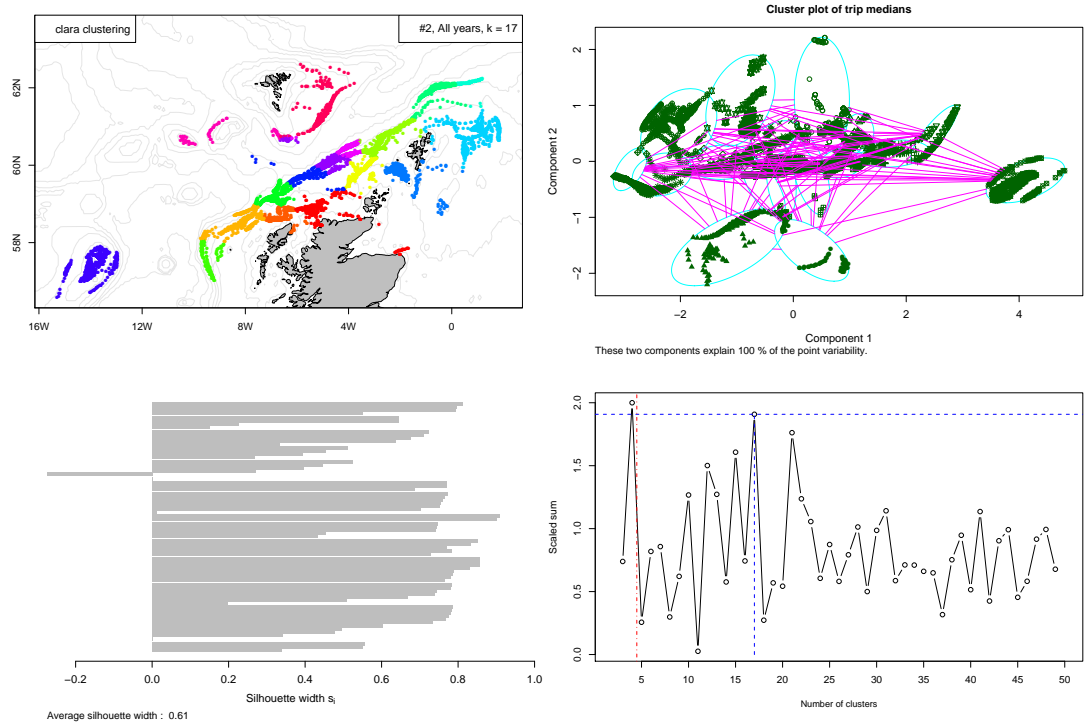 clara clustering
#2, All years, k = 17
62N
60N
58N
16W
12W
8W
4W
0
Cluster plot of trip medians
Component 2
2
1
0
−1
−2
−2
0
2
4
Component 1
These two components explain 100 % of the point variability.
−0.2
0.0
0.2
0.4
0.6
0.8
1.0
Silhouette width si
Average silhouette width : 0.61
Scaled sum
2.0
1.5
1.0
0.5
0.0
5
10
15
20
25
30
35
40
45
50
Number of clusters